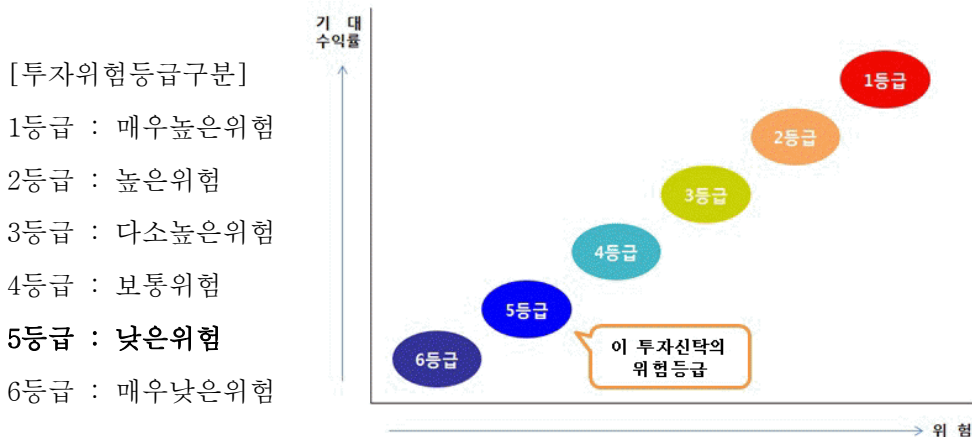 [투자위험등급구분]
1등급 : 매우높은위험
2등급 : 높은위험
3등급 : 다소높은위험
4등급 : 보통위험
5등급 : 낮은위험
6등급 : 매우낮은위험
기 대
수익률
1등급
2등급
3등급
4등급
5등급
6등급
이 투자신탁의
위험등급
위 험